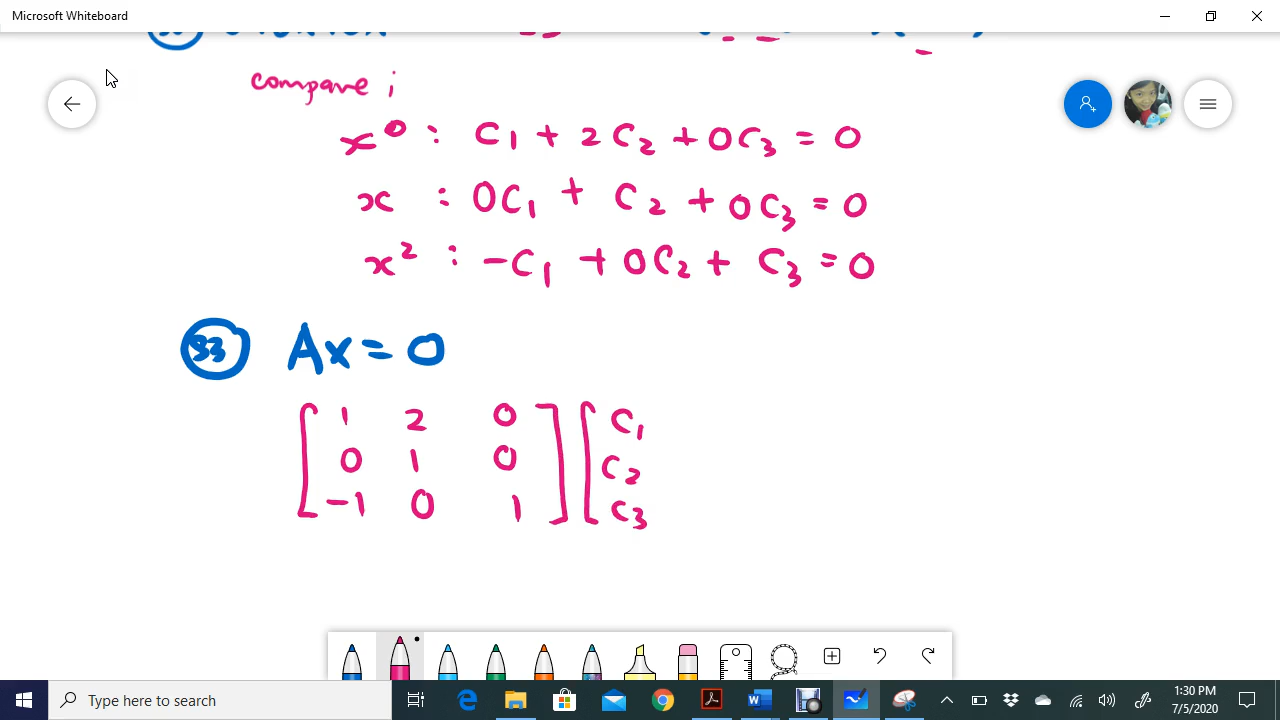 Microsoft Whiteboard
compare ;
x⁰ : C₁ + 2C₂ + 0C₃ = 0
x : 0C₁ + C₂ + 0C₃ = 0
x² : -C₁ + 0C₂ + C₃ = 0
S3 Ax = 0
1 2 0 C₁
0 1 0 C₂
-1 0 1 C₃
Type here to search
1:30 PM
7/5/2020